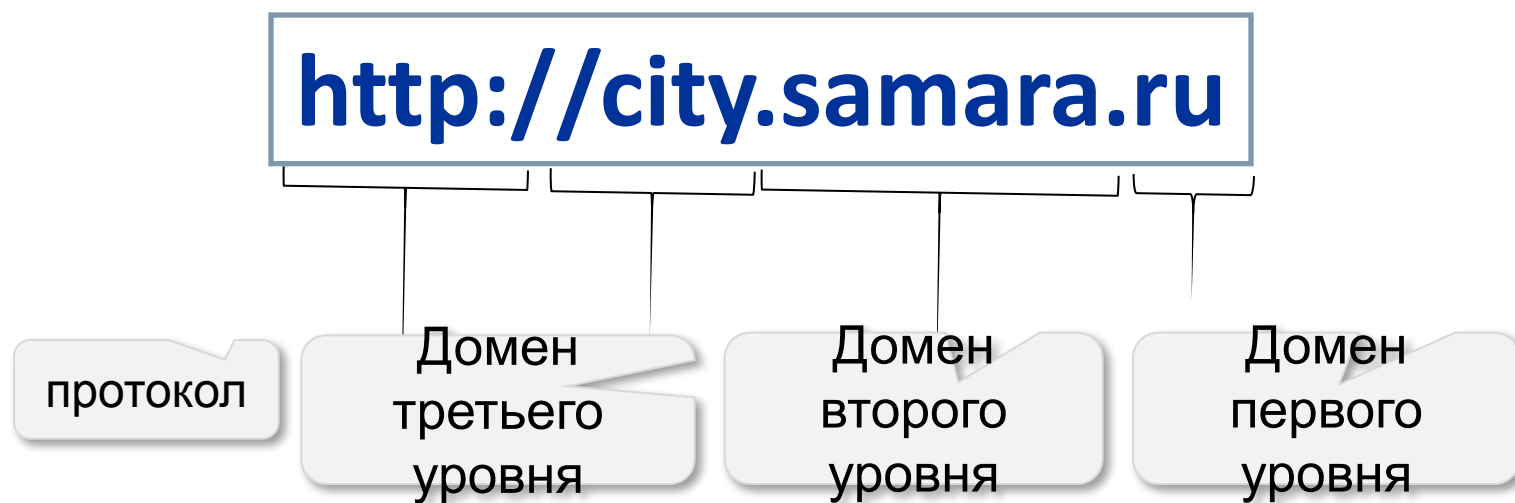 http://city.samara.ru
протокол
Домен
третьего
уровня
Домен
второго
уровня
Домен
первого
уровня